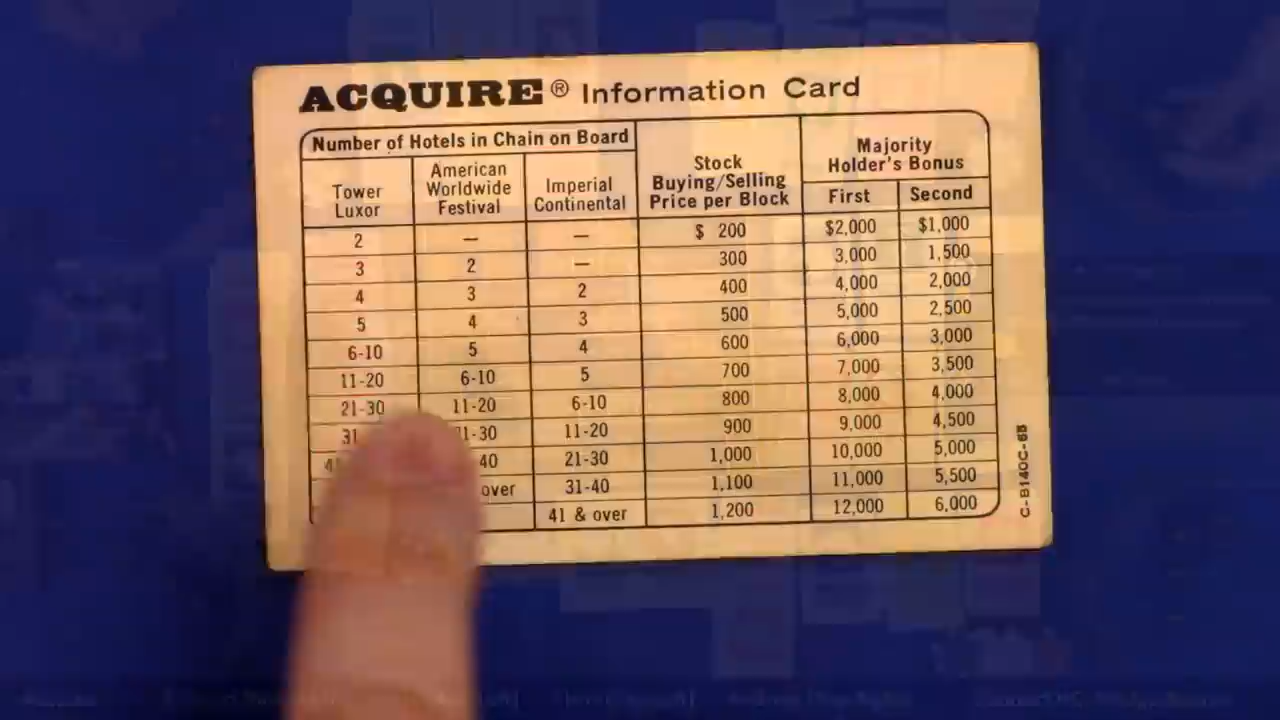 ACQUIRE® Information Card
Number of Hotels in Chain on Board
Tower Luxor | American Worldwide Festival | Imperial Continental | Stock Buying/Selling Price per Block | Majority Holder's Bonus
First | Second
2 | — | — | $ 200 | $2,000 | $1,000
3 | 2 | — | 300 | 3,000 | 1,500
4 | 3 | 2 | 400 | 4,000 | 2,000
5 | 4 | 3 | 500 | 5,000 | 2,500
6-10 | 5 | 4 | 600 | 6,000 | 3,000
11-20 | 6-10 | 5 | 700 | 7,000 | 3,500
21-30 | 11-20 | 6-10 | 800 | 8,000 | 4,000
11-20 | 900 | 9,000 | 4,500
40 | 21-30 | 1,000 | 10,000 | 5,000
over | 31-40 | 1,100 | 11,000 | 5,500
41 & over | 1,200 | 12,000 | 6,000
C-B140C-65